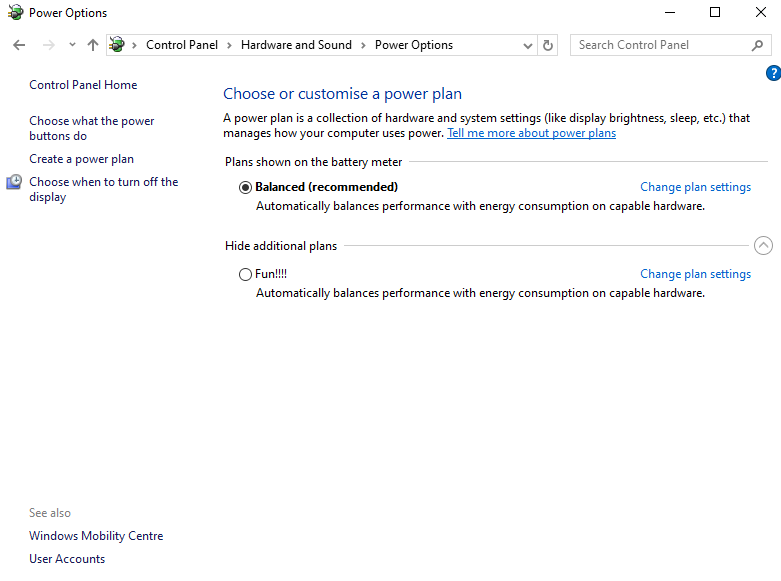 Power Options
Control Panel > Hardware and Sound > Power Options
Search Control Panel
?
Control Panel Home
Choose what the power
buttons do
Create a power plan
Choose when to turn off the
display
Choose or customise a power plan
A power plan is a collection of hardware and system settings (like display brightness, sleep, etc.) that
manages how your computer uses power. Tell me more about power plans
Plans shown on the battery meter
Balanced (recommended) Change plan settings
Automatically balances performance with energy consumption on capable hardware.
Hide additional plans
Fun!!!! Change plan settings
Automatically balances performance with energy consumption on capable hardware.
See also
Windows Mobility Centre
User Accounts